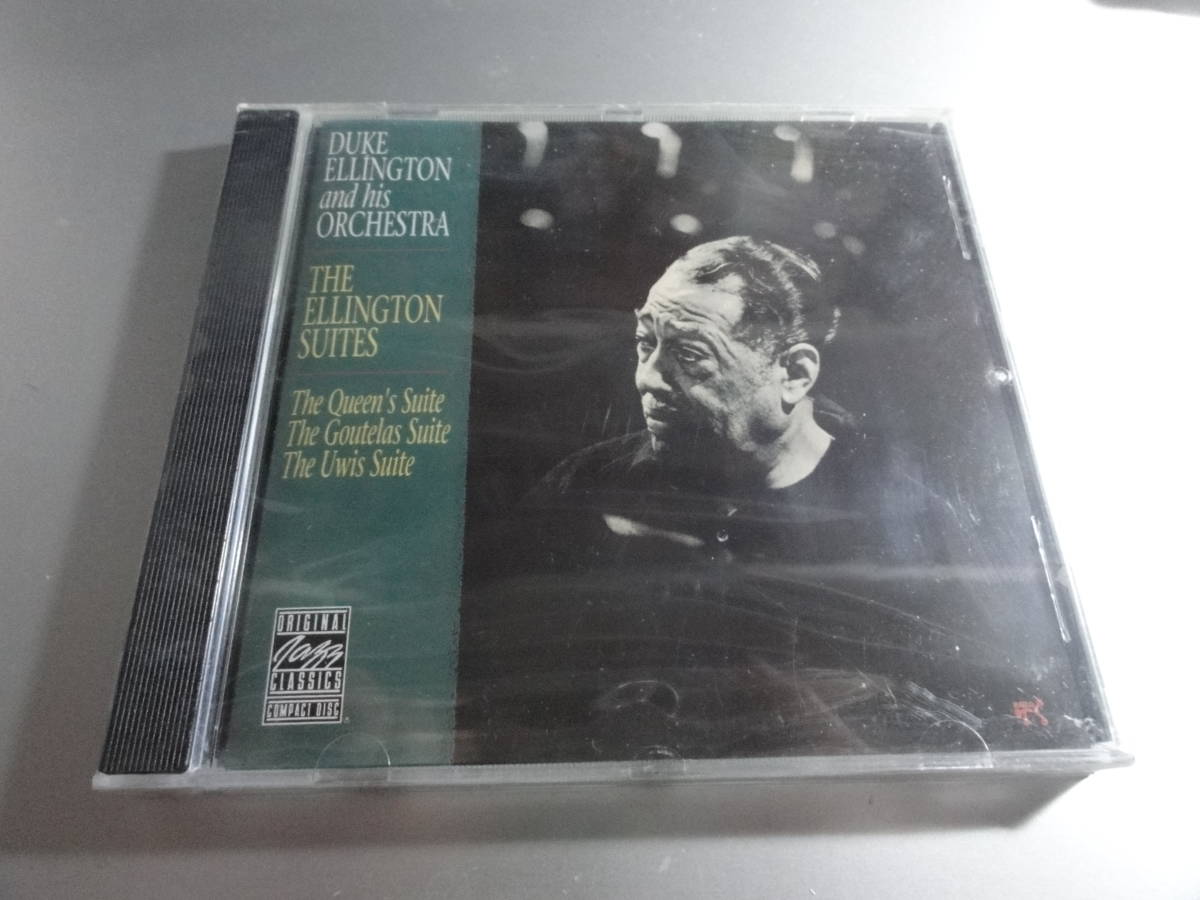 DUKE
ELLINGTON
and his
ORCHESTRA
THE
ELLINGTON
SUITES
The Queen's Suite
The Goutelas Suite
The Uwis Suite
ORIGINAL
Jazz
CLASSICS
COMPACT DISC